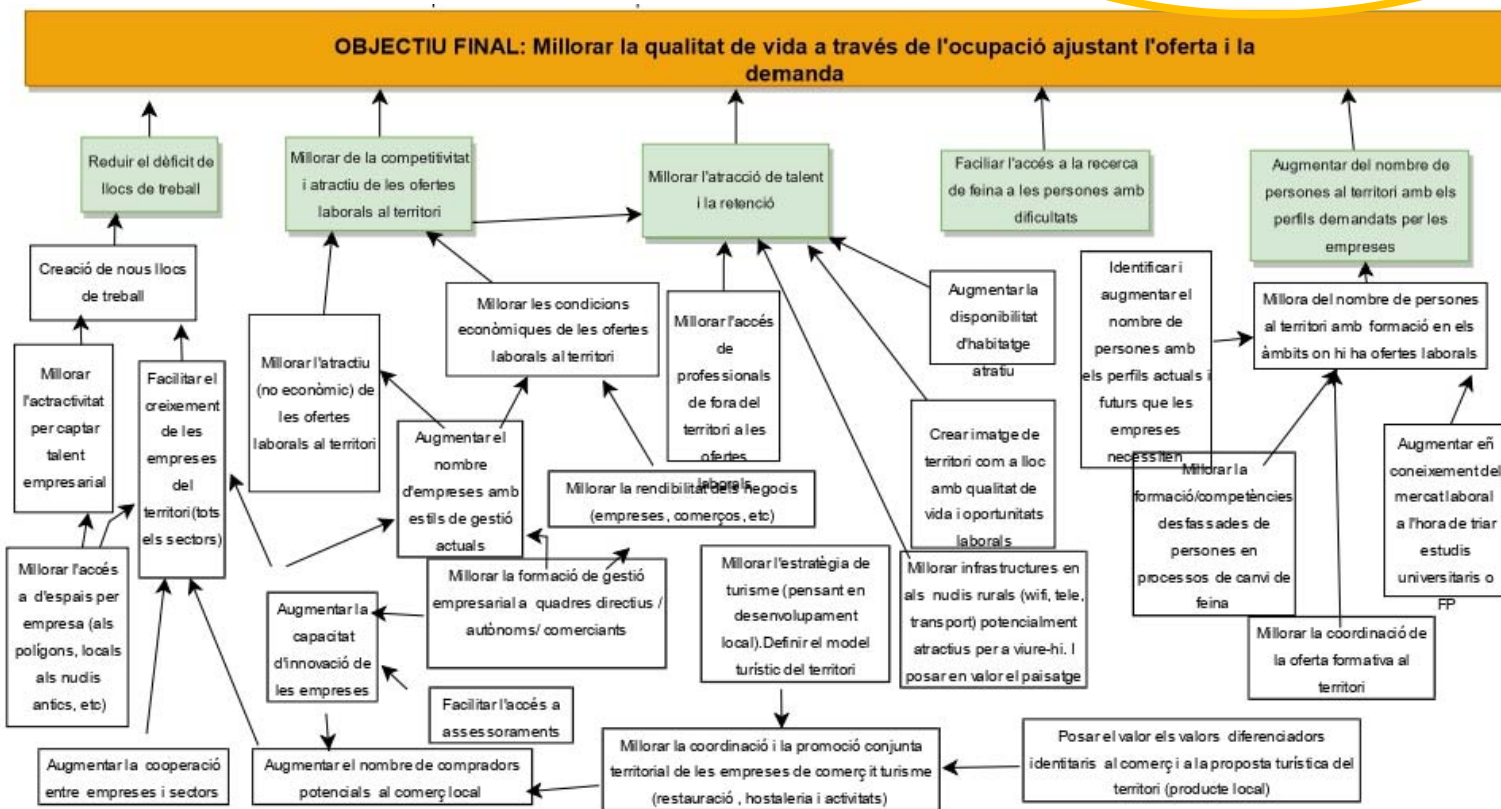 OBJECTIU FINAL: Millorar la qualitat de vida a través de l'ocupació ajustant l'oferta i la
demanda
Reduir el dèficit de
llocs de treball
Millorar de la competitivitat
i atractiu de les ofertes
laborals al territori
Millorar l'atracció de talent
i la retenció
Faciliar l'accés a la recerca
de feina a les persones amb
dificultats
Augmentar del nombre de
persones al territori amb els
perfils demandats per les
empreses
Creació de nous llocs
de treball
Millorar les condicions
econòmiques de les ofertes
laborals al territori
Millorar l'accés
de
professionals
de fora del
territori a les
ofertes
laborals
Augmentar la
disponibilitat
d'habitatge
atratiu
Identificar i
augmentar el
nombre de
persones amb
els perfils actuals i
futurs que les
empreses
necessiten
Millora del nombre de persones
al territori amb formació en els
àmbits on hi ha ofertes laborals
Millorar
l'actractivitat
per captar
talent
empresarial
Facilitar el
creixement
de les
empreses
del
territori(tots
els sectors)
Millorar l'atractiu
(no econòmic) de
les ofertes
laborals al territori
Augmentar el
nombre
d'empreses amb
estils de gestió
actuals
Millorar la rendibilitat dels negocis
(empreses, comerços, etc)
Crear imatge de
territori com a lloc
amb qualitat de
vida i oportunitats
laborals
Millorar la
formació/competències
desfassades de
persones en
processos de canvi de
feina
Augmentar eñ
coneixement del
mercat laboral
a l'hora de triar
estudis
universitaris o
FP
Millorar l'accés
a d'espais per
empresa (als
polígons, locals
als nuclis
antics, etc)
Augmentar la
capacitat
d'innovació de
les empreses
Millorar la formació de gestió
empresarial a quadres directius /
autònoms/ comerciants
Millorar l'estratègia de
turisme (pensant en
desenvolupament
local).Definir el model
turístic del territori
Millorar infrastructures en
als nuclis rurals (wifi, tele,
transport) potencialment
atractius per a viure-hi. I
posar en valor el paisatge
Millorar la coordinació de
la oferta formativa al
territori
Facilitar l'accés a
assessoraments
Augmentar la cooperació
entre empreses i sectors
Augmentar el nombre de compradors
potencials al comerç local
Millorar la coordinació i la promoció conjunta
territorial de les empreses de comerç it turisme
(restauració , hostaleria i activitats)
Posar el valor els valors diferenciadors
identitaris al comerç i a la proposta turística del
territori (producte local)